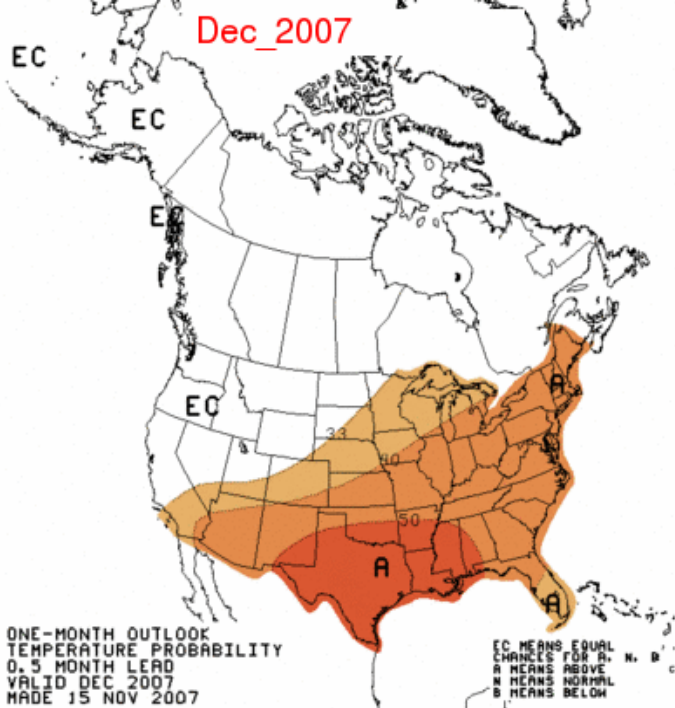 Dec_2007
EC
EC
EC
EC
A
33
40
50
A
A
ONE-MONTH OUTLOOK
TEMPERATURE PROBABILITY
0.5 MONTH LEAD
VALID DEC 2007
MADE 15 NOV 2007
EC MEANS EQUAL
CHANCES FOR A, N, B
A MEANS ABOVE
N MEANS NORMAL
B MEANS BELOW